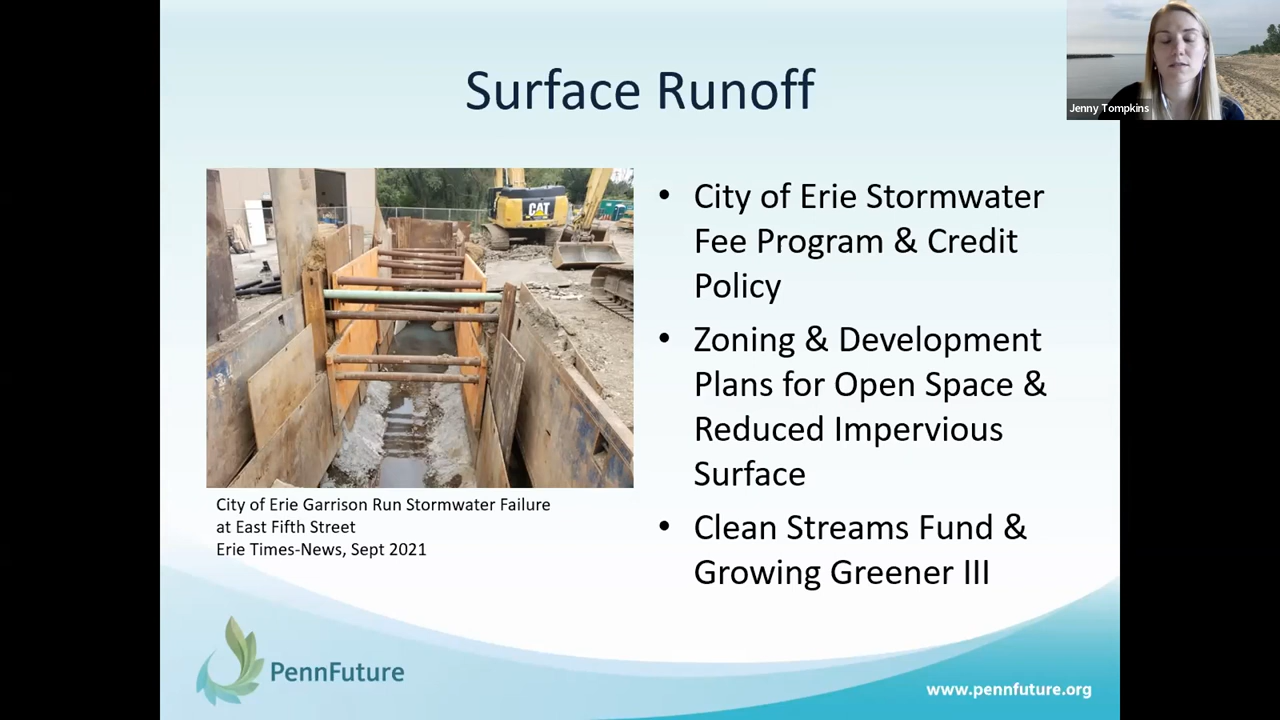 Surface Runoff
Jenny Tompkins
CAT
• City of Erie Stormwater
Fee Program & Credit
Policy
• Zoning & Development
Plans for Open Space &
Reduced Impervious
Surface
• Clean Streams Fund &
Growing Greener III
City of Erie Garrison Run Stormwater Failure
at East Fifth Street
Erie Times-News, Sept 2021
PennFuture
www.pennfuture.org